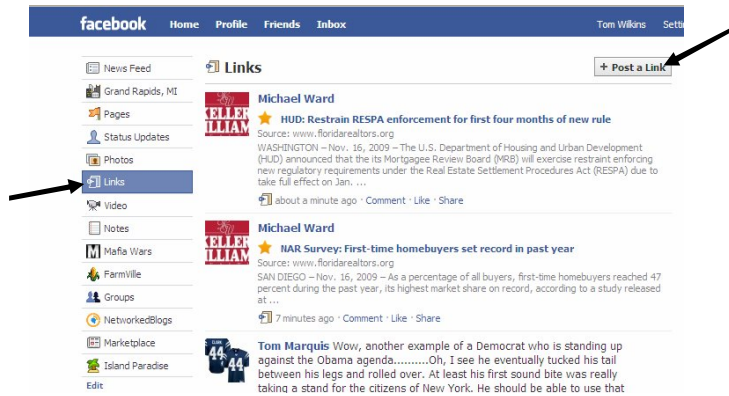 facebook Home Profile Friends Inbox Tom Wilkins Setti
News Feed
Grand Rapids, MI
Pages
Status Updates
Photos
Links
Video
Notes
Mafia Wars
FarmVille
Groups
NetworkedBlogs
Marketplace
Island Paradise
Edit
Links
+ Post a Link
KELLER
WILLIAM
Michael Ward
HUD: Restrain RESPA enforcement for first four months of new rule
Source: www.floridarealtors.org
WASHINGTON – Nov. 16, 2009 – The U.S. Department of Housing and Urban Development
(HUD) announced that the its Mortgagee Review Board (MRB) will exercise restraint enforcing
new regulatory requirements under the Real Estate Settlement Procedures Act (RESPA) due to
take full effect on Jan. ...
about a minute ago · Comment · Like · Share
KELLER
WILLIAM
Michael Ward
NAR Survey: First-time homebuyers set record in past year
Source: www.floridarealtors.org
SAN DIEGO – Nov. 16, 2009 – As a percentage of all buyers, first-time homebuyers reached 47
percent during the past year, its highest market share on record, according to a study released
at ...
7 minutes ago · Comment · Like · Share
44
44
Tom Marquis Wow, another example of a Democrat who is standing up
against the Obama agenda..........Oh, I see he eventually tucked his tail
between his legs and rolled over. At least his first sound bite was really
taking a stand for the citizens of New York. He should be able to use that